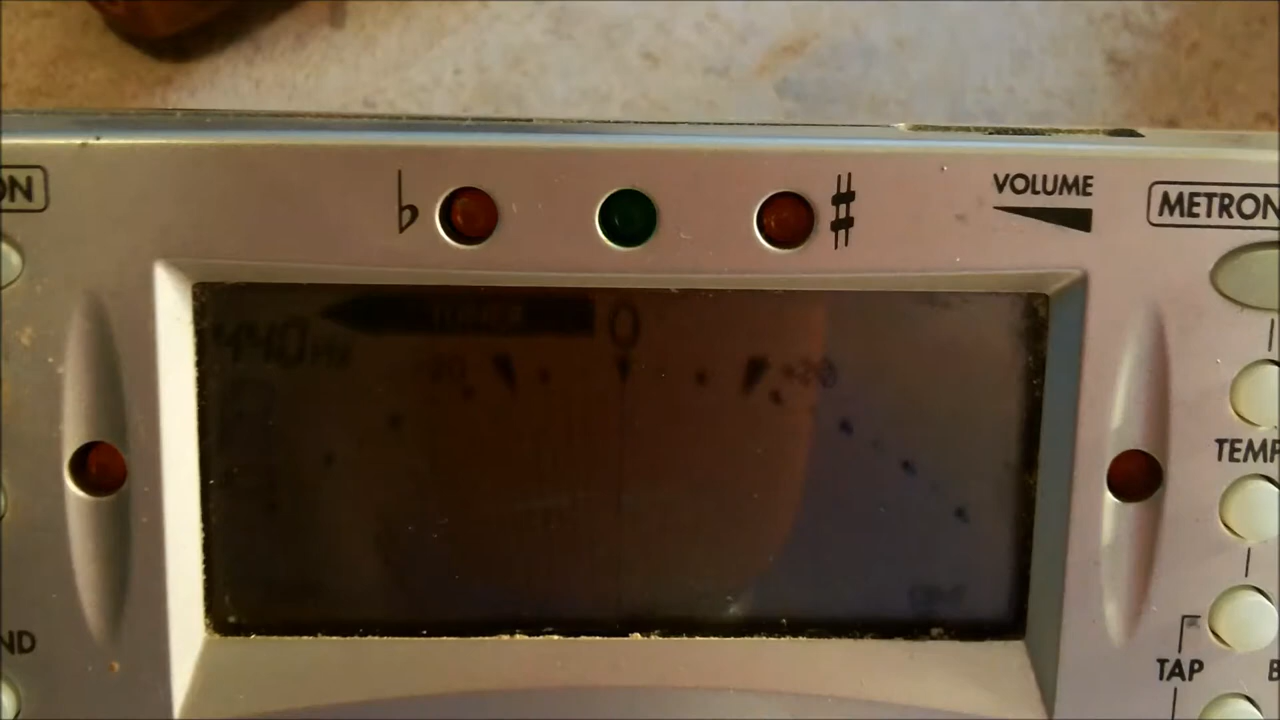 ON
♭
♯
VOLUME
METRON
440Hz
0
+20
TEMP
ND
TAP
B